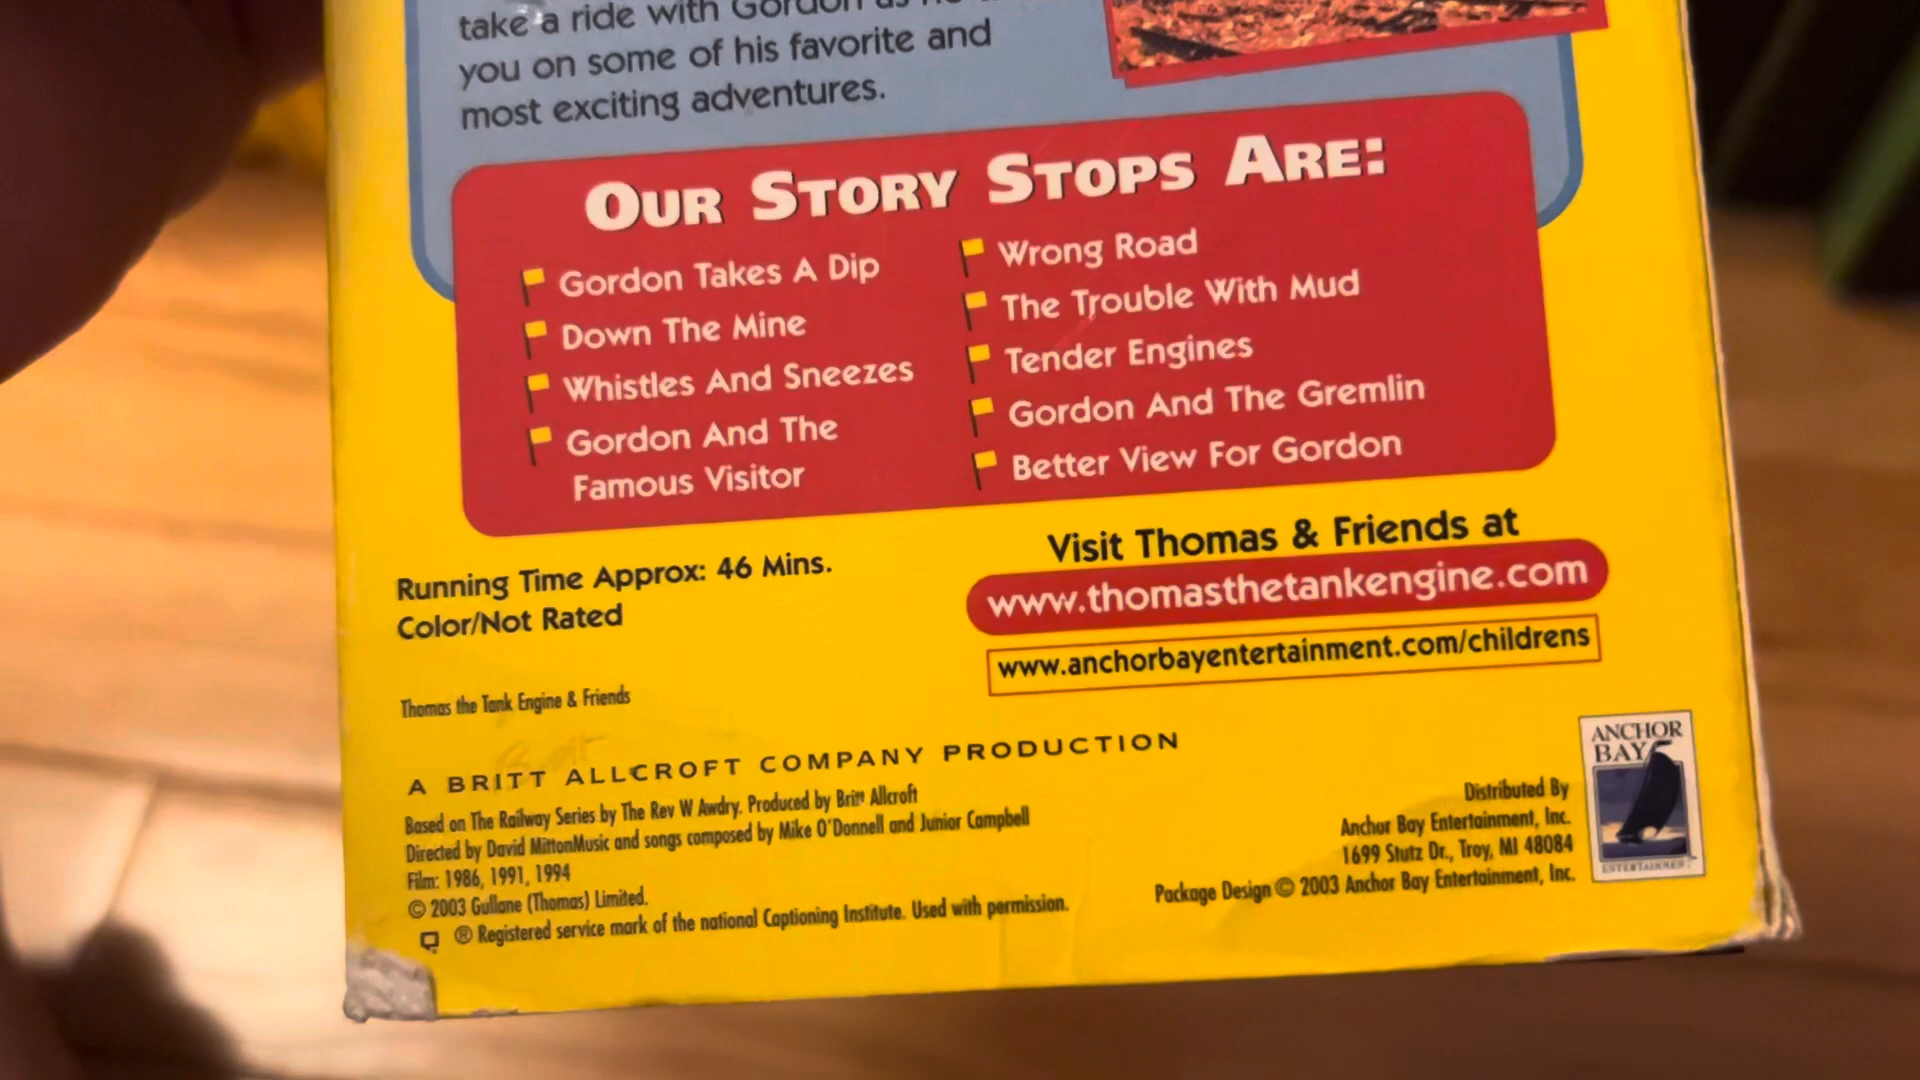 take a ride with Gordon as he
you on some of his favorite and
most exciting adventures.
OUR STORY STOPS ARE:
Gordon Takes A Dip
Down The Mine
Whistles And Sneezes
Gordon And The
Famous Visitor
Wrong Road
The Trouble With Mud
Tender Engines
Gordon And The Gremlin
Better View For Gordon
Running Time Approx: 46 Mins.
Color/Not Rated
Visit Thomas & Friends at
www.thomasthetankengine.com
www.anchorbayentertainment.com/childrens
Thomas the Tank Engine & Friends
A BRITT ALLCROFT COMPANY PRODUCTION
Based on The Railway Series by The Rev W Awdry. Produced by Britt Allcroft
Directed by David MittonMusic and songs composed by Mike O'Donnell and Junior Campbell
Film: 1986, 1991, 1994
© 2003 Gullane (Thomas) Limited.
® Registered service mark of the national Captioning Institute. Used with permission.
Distributed By
Anchor Bay Entertainment, Inc.
1699 Stutz Dr., Troy, MI 48084
Package Design © 2003 Anchor Bay Entertainment, Inc.
ANCHOR
BAY
ENTERTAINMENT